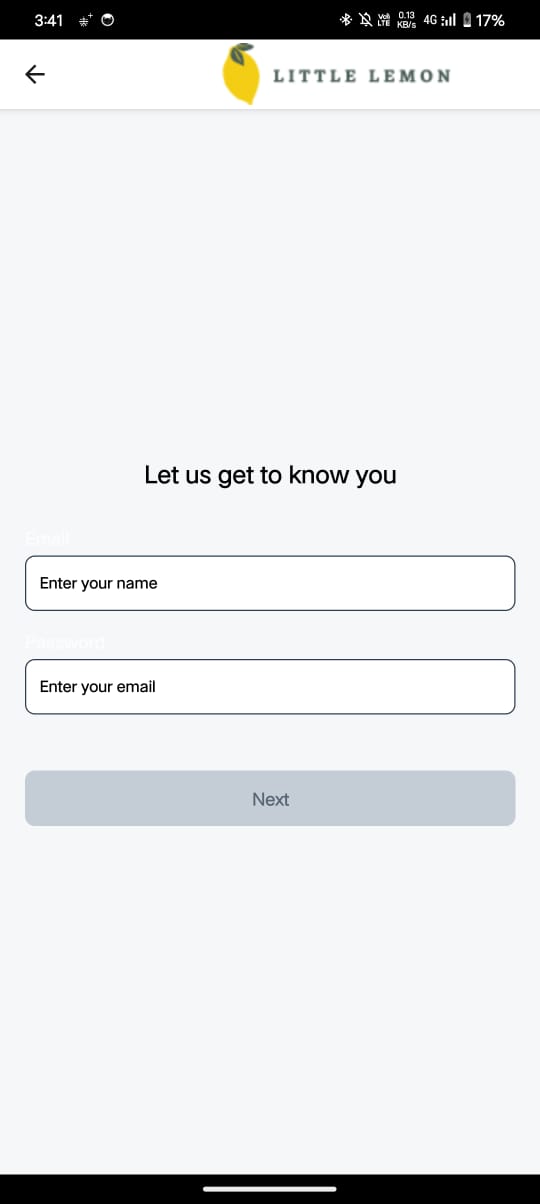 3:41 Vo) LTE 0.13 KB/s 4G 17%
LITTLE LEMON
Let us get to know you
Email
Enter your name
Password
Enter your email
Next